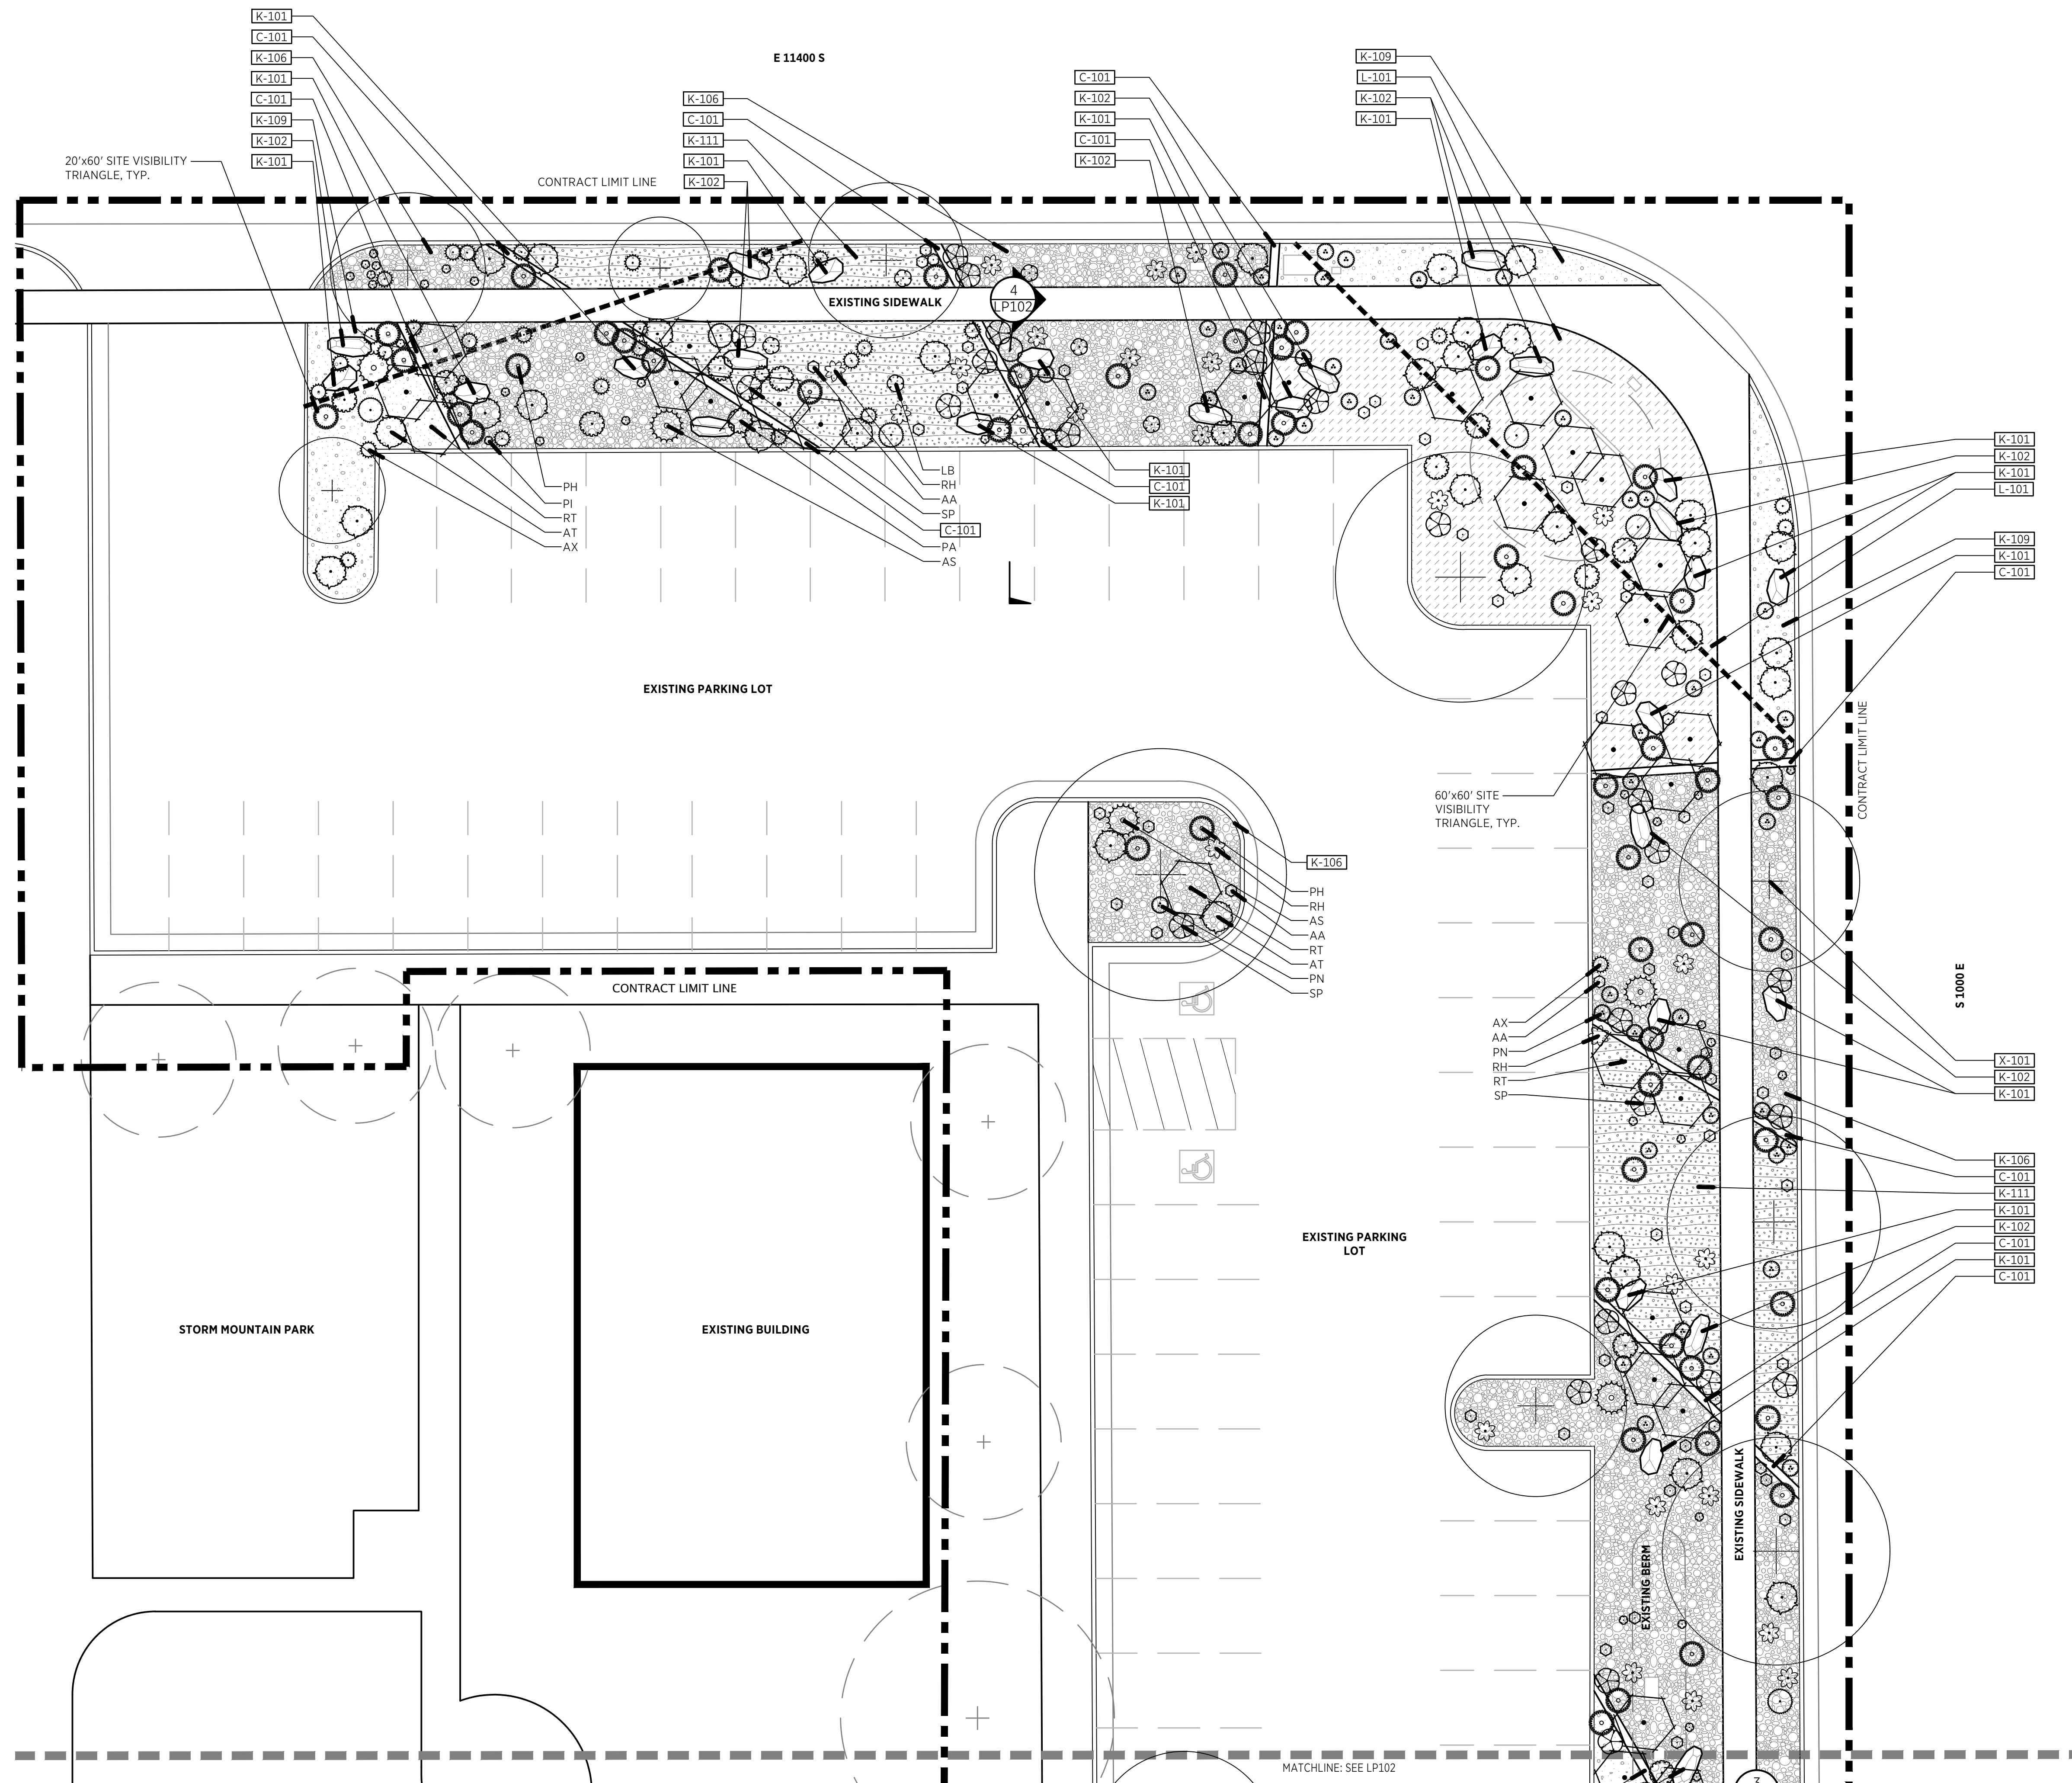 K-101
C-101
K-106
K-101
C-101
K-109
K-102
K-101
20'x60' SITE VISIBILITY
TRIANGLE, TYP.
E 11400 S
K-106
C-101
K-111
K-101
K-102
CONTRACT LIMIT LINE
C-101
K-102
K-101
C-101
K-102
K-109
L-101
K-102
K-101
EXISTING SIDEWALK
4
LP102
PH
PI
RT
AT
AX
LB
RH
AA
SP
C-101
PA
AS
K-101
C-101
K-101
K-101
K-102
K-101
L-101
K-109
K-101
C-101
EXISTING PARKING LOT
CONTRACT LIMIT LINE
60'x60' SITE
VISIBILITY
TRIANGLE, TYP.
K-106
PH
RH
AS
AA
RT
AT
PN
SP
CONTRACT LIMIT LINE
S 1000 E
AX
AA
PN
RH
RT
SP
X-101
K-102
K-101
K-106
C-101
K-111
K-101
K-102
C-101
K-101
C-101
EXISTING PARKING
LOT
STORM MOUNTAIN PARK
EXISTING BUILDING
EXISTING SIDEWALK
EXISTING BERM
MATCHLINE: SEE LP102
3